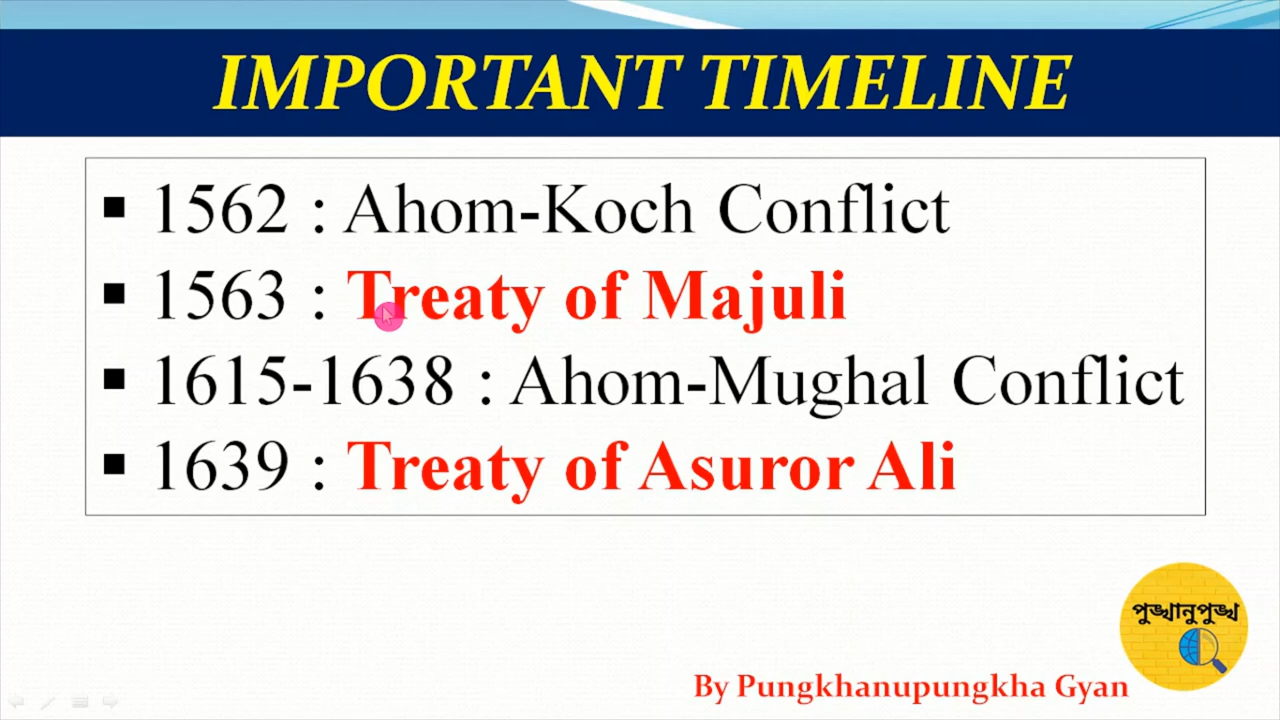 IMPORTANT TIMELINE
▪ 1562 : Ahom-Koch Conflict
▪ 1563 : Treaty of Majuli
▪ 1615-1638 : Ahom-Mughal Conflict
▪ 1639 : Treaty of Asuror Ali
পুঙ্খানুপুঙ্খ
By Pungkhanupungkha Gyan